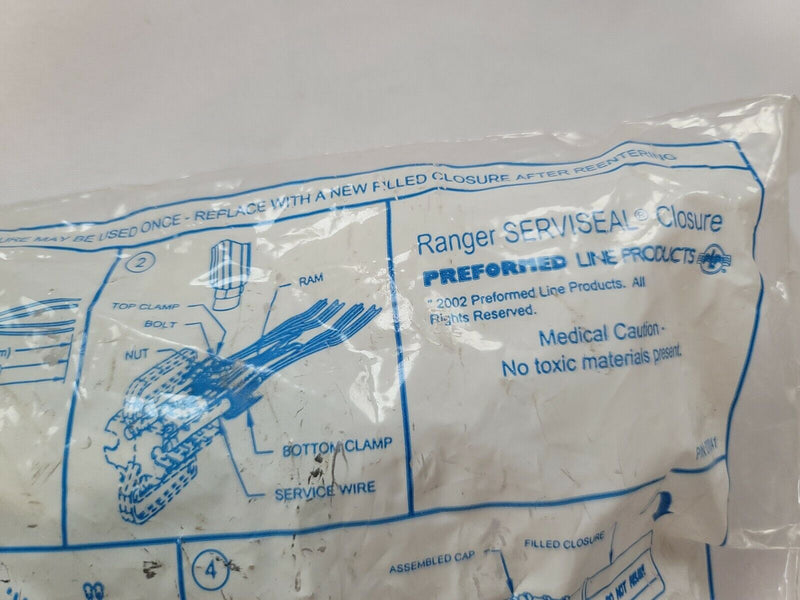 URE MAY BE USED ONCE - REPLACE WITH A NEW FILLED CLOSURE AFTER REENTERING
m)
2
RAM
TOP CLAMP
BOLT
NUT
BOTTOM CLAMP
SERVICE WIRE
Ranger SERVISEAL® Closure
PREFORMED LINE PRODUCTS
2002 Preformed Line Products. All
Rights Reserved.
Medical Caution-
No toxic materials present.
4
ASSEMBLED CAP
FILLED CLOSURE
DO NOT